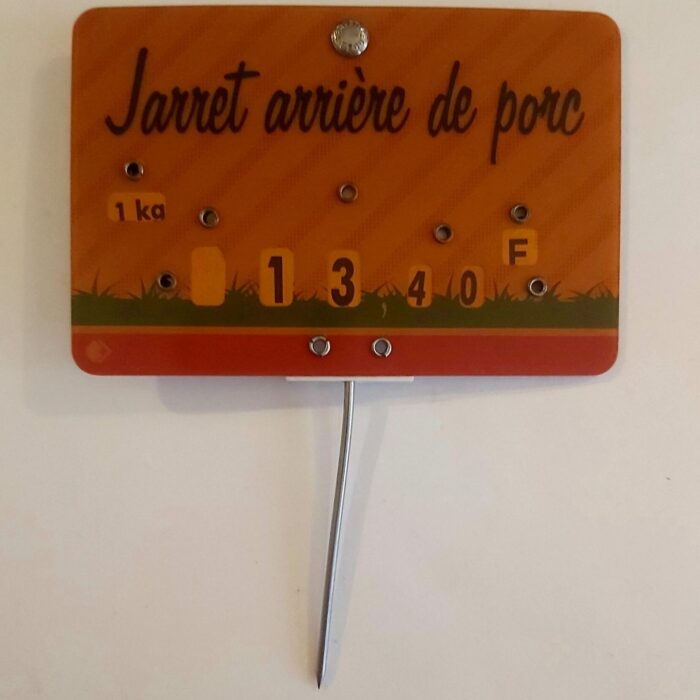 Jarret arrière de porc
1 kg
F
13,40